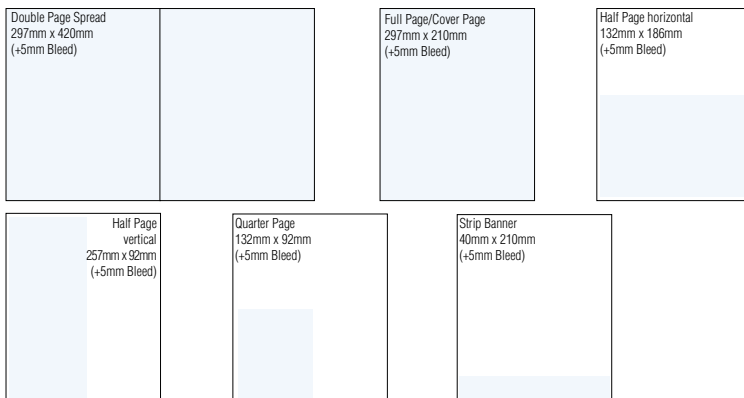 Double Page Spread
297mm x 420mm
(+5mm Bleed)
Full Page/Cover Page
297mm x 210mm
(+5mm Bleed)
Half Page horizontal
132mm x 186mm
(+5mm Bleed)
Half Page
vertical
257mm x 92mm
(+5mm Bleed)
Quarter Page
132mm x 92mm
(+5mm Bleed)
Strip Banner
40mm x 210mm
(+5mm Bleed)